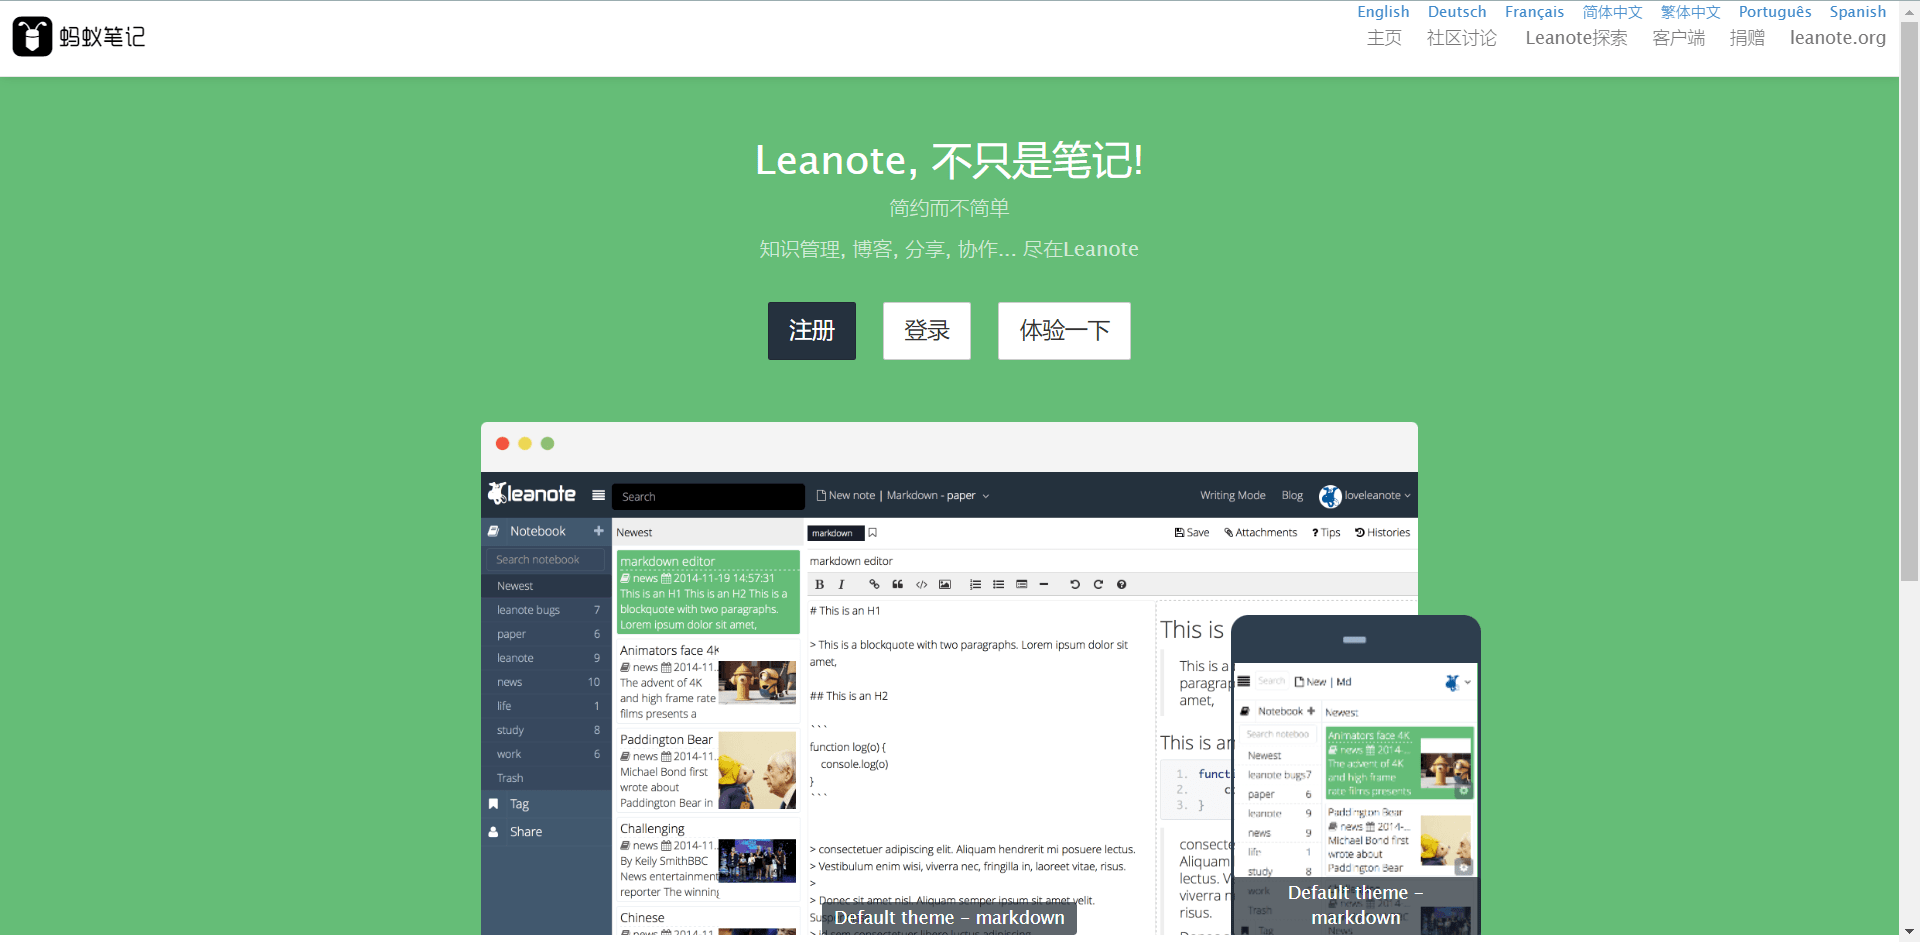 蚂蚁笔记
English Deutsch Français 简体中文 繁体中文 Português Spanish
主页 社区讨论 Leanote探索 客户端 捐赠 leanote.org
Leanote, 不只是笔记!
简约而不简单
知识管理, 博客, 分享, 协作... 尽在Leanote
注册 登录 体验一下
leanote Search New note | Markdown - paper Writing Mode Blog loveleanote
Notebook +
Search notebook
Newest
leanote bugs 7
paper 6
leanote 9
news 10
life 1
study 8
work 6
Trash
Tag
Share
Newest
markdown editor
news 2014-11-19 14:57:31
This is an H1 This is an H2 This is a
blockquote with two paragraphs.
Lorem ipsum dolor sit amet,
Animators face 4K
news 2014-11..
The advent of 4K
and high frame rate
films presents a
Paddington Bear
news 2014-11..
Michael Bond first
wrote about
Paddington Bear in
Challenging
news 2014-11..
By Kelly SmithBBC
News entertainment
reporter The winning
Chinese
markdown
Save Attachments ? Tips Histories
markdown editor
B I
# This is an H1
> This is a blockquote with two paragraphs. Lorem ipsum dolor sit
amet,
## This is an H2
```
function log(o) {
console.log(o)
}
```
> consectetuer adipiscing elit. Aliquam hendrerit mi posuere lectus.
> Vestibulum enim wisi, viverra nec, fringilla in, laoreet vitae, risus.
>
> Donec sit amet nisl. Aliquam semper ipsum sit amet velit.
Default theme - markdown
This is
This is a
paragrap
amet,
This is an
1. functi
2. c
3. }
consecte
Aliquam
lectus. V
viverra n
risus.
Search New | Md
Notebook +
Search noteboo
Newest
leanote bugs7
paper 6
leanote 9
news 9
life 1
study 8
work
Trash
Tag
Newest
Animators face 4K
news 2014-...
The advent of 4K
and high frame
rate films presents
Paddington Bear
news 2014-...
Michael Bond first
wrote about
Paddington Bear
Default theme -
markdown